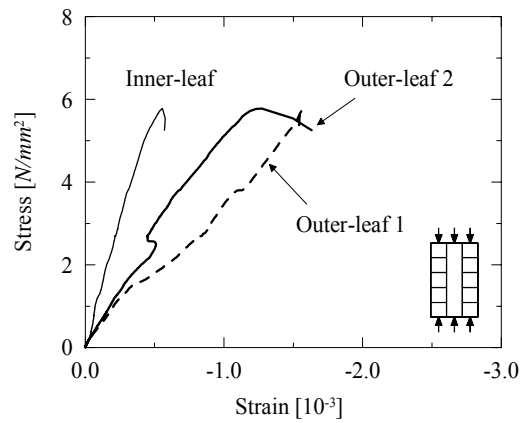 8
Inner-leaf
Outer-leaf 2
6
Stress [N/mm²]
4
Outer-leaf 1
2
0
0.0 -1.0 -2.0 -3.0
Strain [10⁻³]